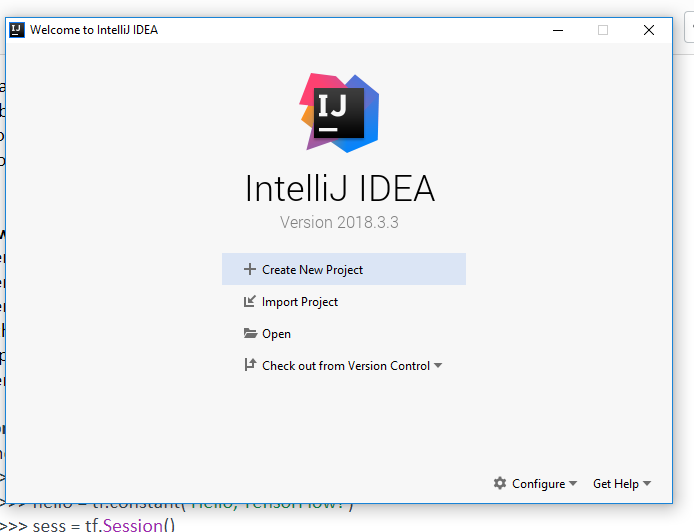 Welcome to IntelliJ IDEA
IJ
IntelliJ IDEA
Version 2018.3.3
Create New Project
Import Project
Open
Check out from Version Control
Configure
Get Help
>>> hello = tf.constant('Hello, TensorFlow!')
>>> sess = tf.Session()